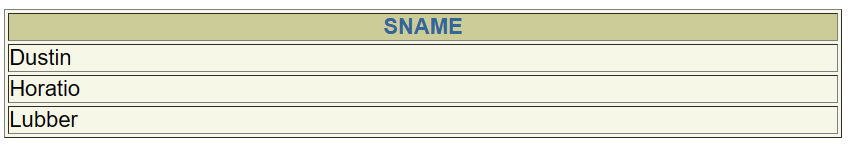 SNAME
Dustin
Horatio
Lubber